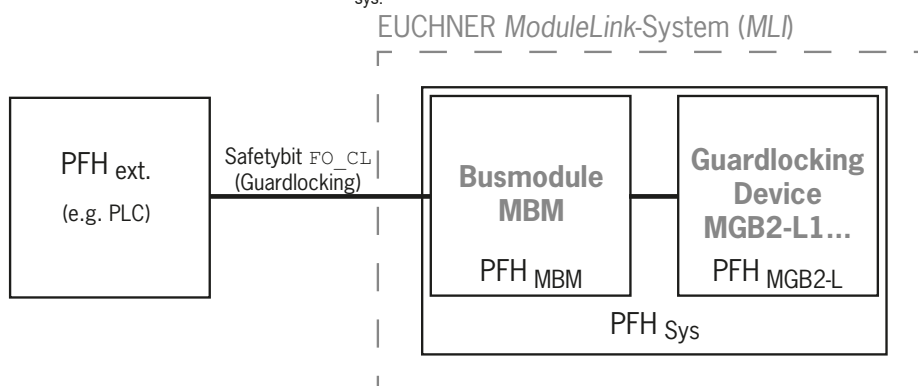 sys.
EUCHNER ModuleLink-System (MLI)
PFH ext.
(e.g. PLC)
Safetybit FO_CL
(Guardlocking)
Busmodule
MBM
PFH MBM
Guardlocking
Device
MGB2-L1...
PFH MGB2-L
PFH Sys